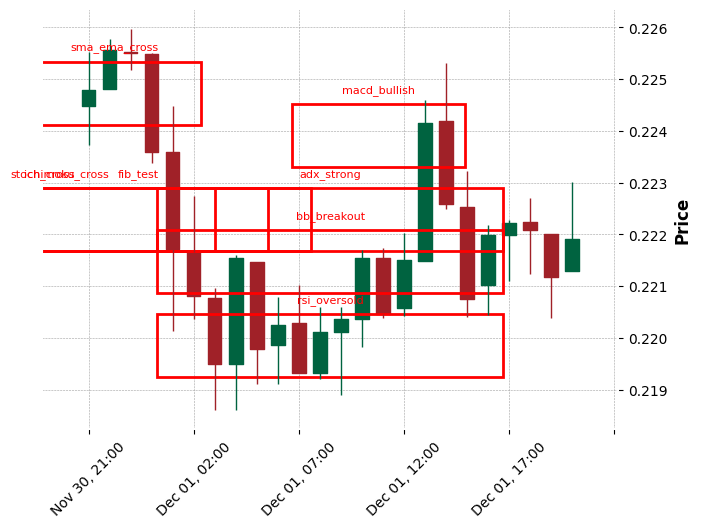 sma_ema_cross
macd_bullish
stoch_cross
ichimoku_cross
fib_test
adx_strong
bb_breakout
rsi_oversold
0.226
0.225
0.224
0.223
0.222
0.221
0.220
0.219
Price
Nov 30, 21:00
Dec 01, 02:00
Dec 01, 07:00
Dec 01, 12:00
Dec 01, 17:00